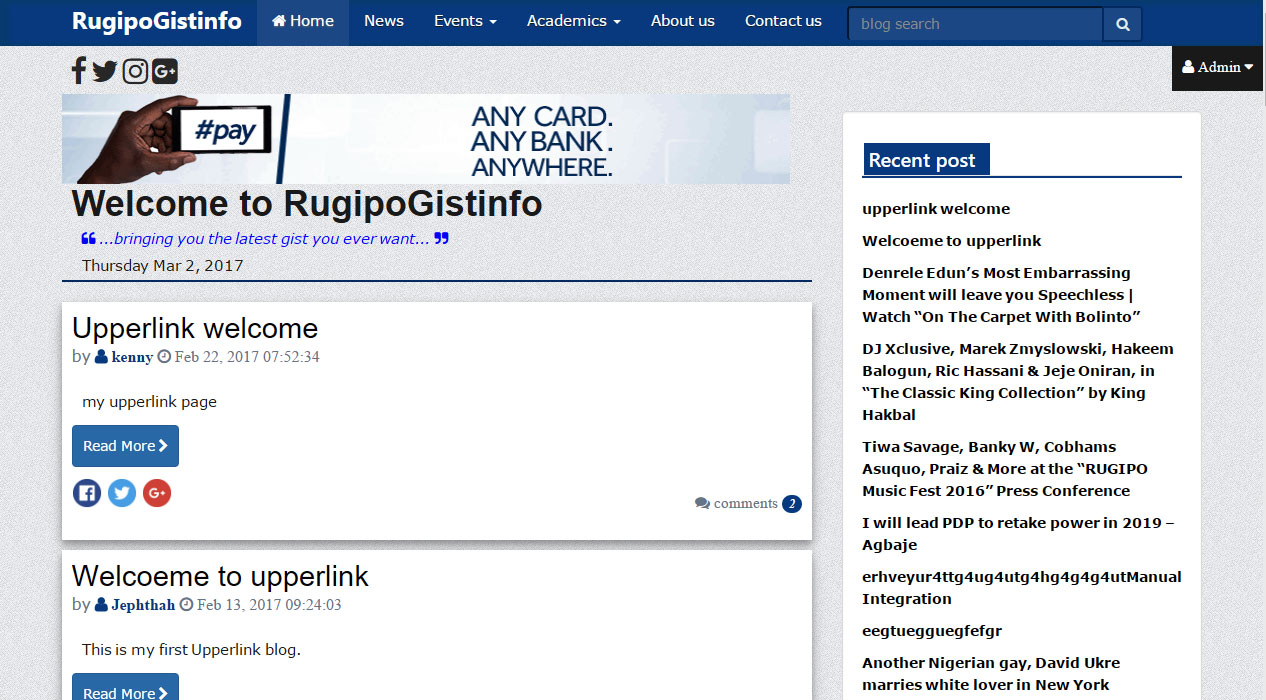 RugipoGistinfo
Home
News
Events
Academics
About us
Contact us
blog search
Admin
#pay
ANY CARD.
ANY BANK.
ANYWHERE.
Welcome to RugipoGistinfo
“ ...bringing you the latest gist you ever want... ”
Thursday Mar 2, 2017
Upperlink welcome
by kenny Feb 22, 2017 07:52:34
my upperlink page
Read More
comments 2
Welcoeme to upperlink
by Jephthah Feb 13, 2017 09:24:03
This is my first Upperlink blog.
Read More
Recent post
upperlink welcome
Welcoeme to upperlink
Denrele Edun’s Most Embarrassing
Moment will leave you Speechless |
Watch “On The Carpet With Bolinto”
DJ Xclusive, Marek Zmyslowski, Hakeem
Balogun, Ric Hassani & Jeje Oniran, in
“The Classic King Collection” by King
Hakbal
Tiwa Savage, Banky W, Cobhams
Asuquo, Praiz & More at the “RUGIPO
Music Fest 2016” Press Conference
I will lead PDP to retake power in 2019 –
Agbaje
erhveyur4ttg4ug4utg4hg4g4g4utManual
Integration
eegtuegguegfefgr
Another Nigerian gay, David Ukre
marries white lover in New York